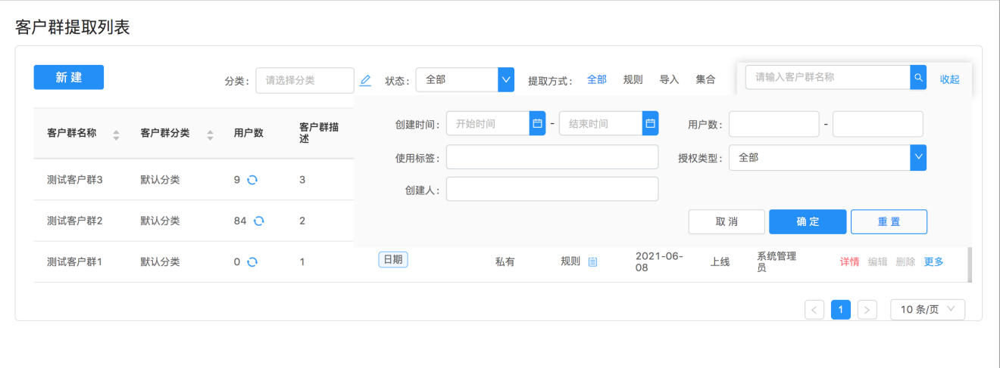 客户群提取列表
新 建
分类: 请选择分类
状态: 全部
提取方式: 全部 规则 导入 集合
请输入客户群名称
收起
创建时间: 开始时间 - 结束时间
用户数: -
使用标签:
授权类型: 全部
创建人:
取 消 确 定 重 置
客户群名称 客户群分类 用户数 客户群描
述
测试客户群3 默认分类 9 3
测试客户群2 默认分类 84 2
测试客户群1 默认分类 0 1 日期 私有 规则 2021-06-
08 上线 系统管理
员 详情 编辑 删除 更多
< 1 > 10 条/页